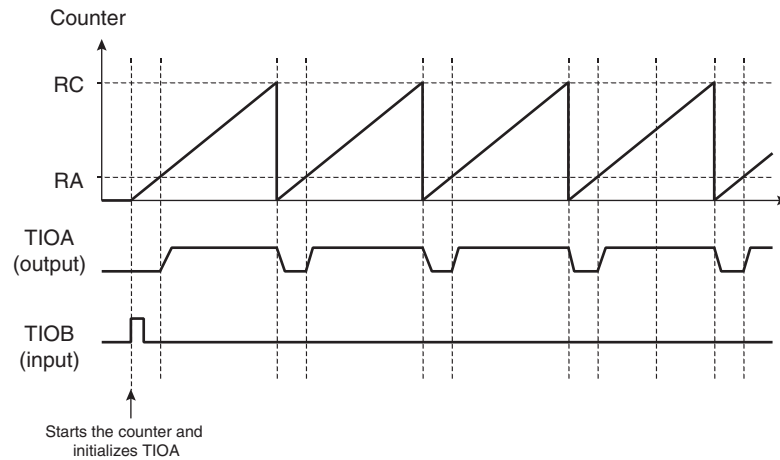 Counter
RC
RA
TIOA
(output)
TIOB
(input)
Starts the counter and
initializes TIOA